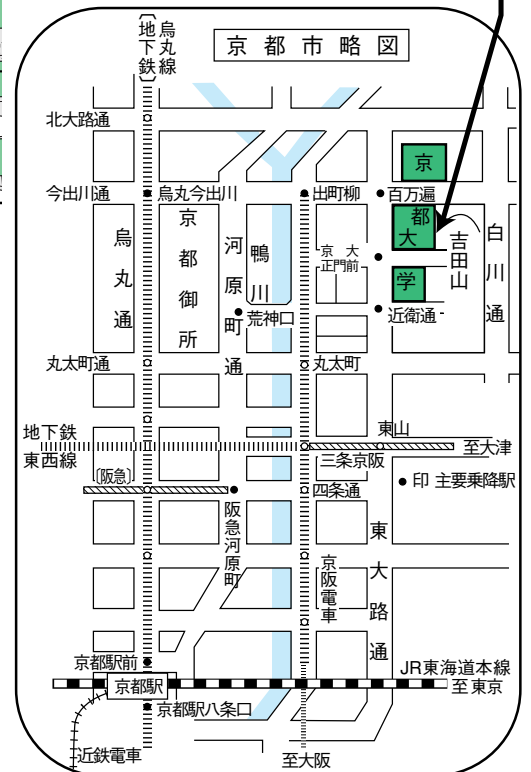 〔地下鉄
烏丸線〕
京都市略図
北大路通
今出川通
烏丸今出川
出町柳
百万遍
京
都
大
学
烏丸通
京都御所
河原町通
鴨川
京大
正門前
吉田山
白川通
荒神口
近衛通
丸太町通
丸太町
地下鉄
東西線
東山
至大津
三条京阪
〔阪急〕
四条通
●印 主要乗降駅
阪急河原町
京阪電車
東大路通
京都駅前
JR東海道本線
至東京
京都駅
京都駅八条口
近鉄電車
至大阪